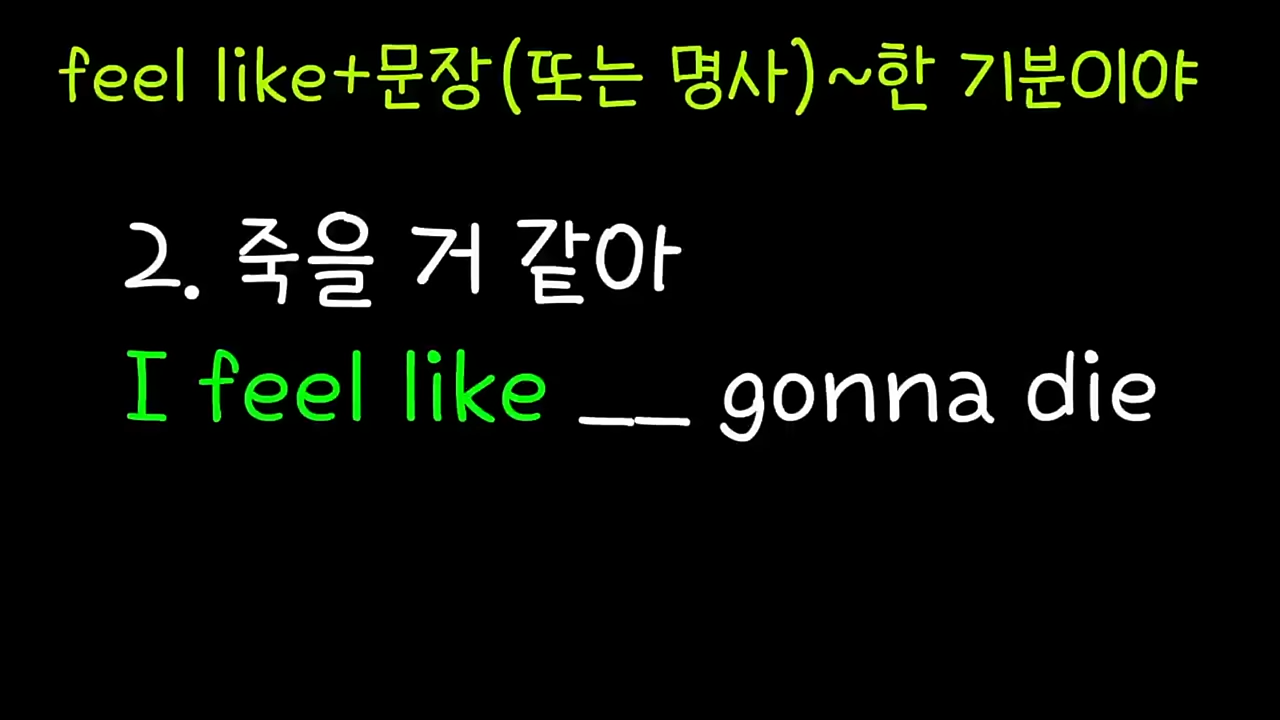 feel like+문장(또는 명사)~한 기분이야
2. 죽을 거 같아
I feel like __ gonna die